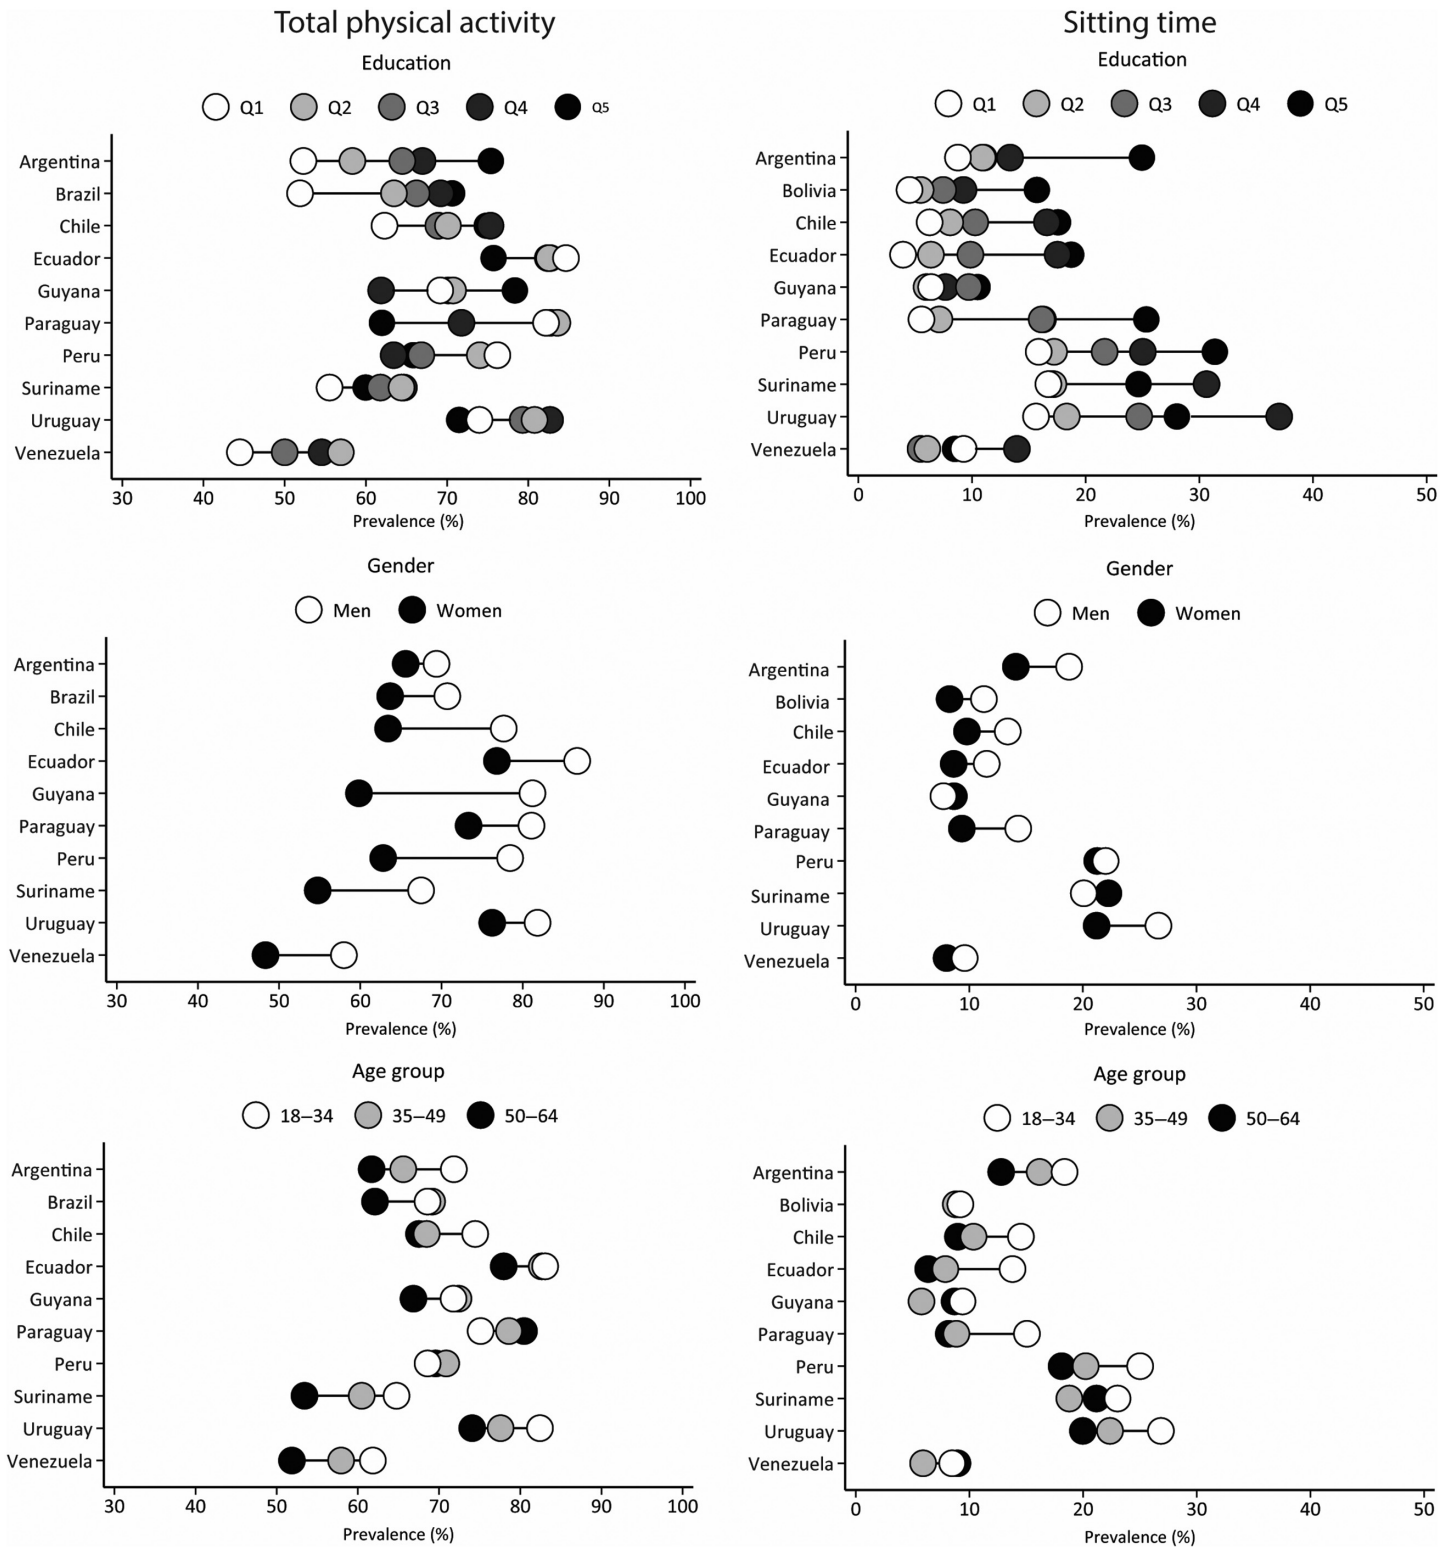 Total physical activity
Education
Q1 Q2 Q3 Q4 Q5
Argentina
Brazil
Chile
Ecuador
Guyana
Paraguay
Peru
Suriname
Uruguay
Venezuela
30 40 50 60 70 80 90 100
Prevalence (%)
Sitting time
Education
Q1 Q2 Q3 Q4 Q5
Argentina
Bolivia
Chile
Ecuador
Guyana
Paraguay
Peru
Suriname
Uruguay
Venezuela
0 10 20 30 40 50
Prevalence (%)
Gender
Men Women
Argentina
Brazil
Chile
Ecuador
Guyana
Paraguay
Peru
Suriname
Uruguay
Venezuela
30 40 50 60 70 80 90 100
Prevalence (%)
Gender
Men Women
Argentina
Bolivia
Chile
Ecuador
Guyana
Paraguay
Peru
Suriname
Uruguay
Venezuela
0 10 20 30 40 50
Prevalence (%)
Age group
18–34 35–49 50–64
Argentina
Brazil
Chile
Ecuador
Guyana
Paraguay
Peru
Suriname
Uruguay
Venezuela
30 40 50 60 70 80 90 100
Prevalence (%)
Age group
18–34 35–49 50–64
Argentina
Bolivia
Chile
Ecuador
Guyana
Paraguay
Peru
Suriname
Uruguay
Venezuela
0 10 20 30 40 50
Prevalence (%)